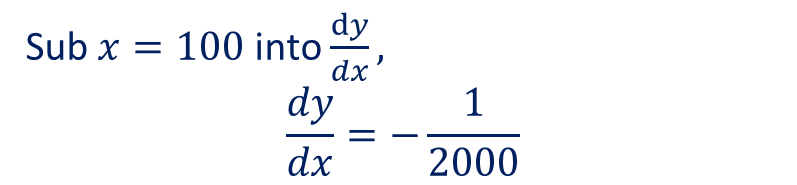 Sub x = 100 into dy/dx,
dy/dx = − 1/2000